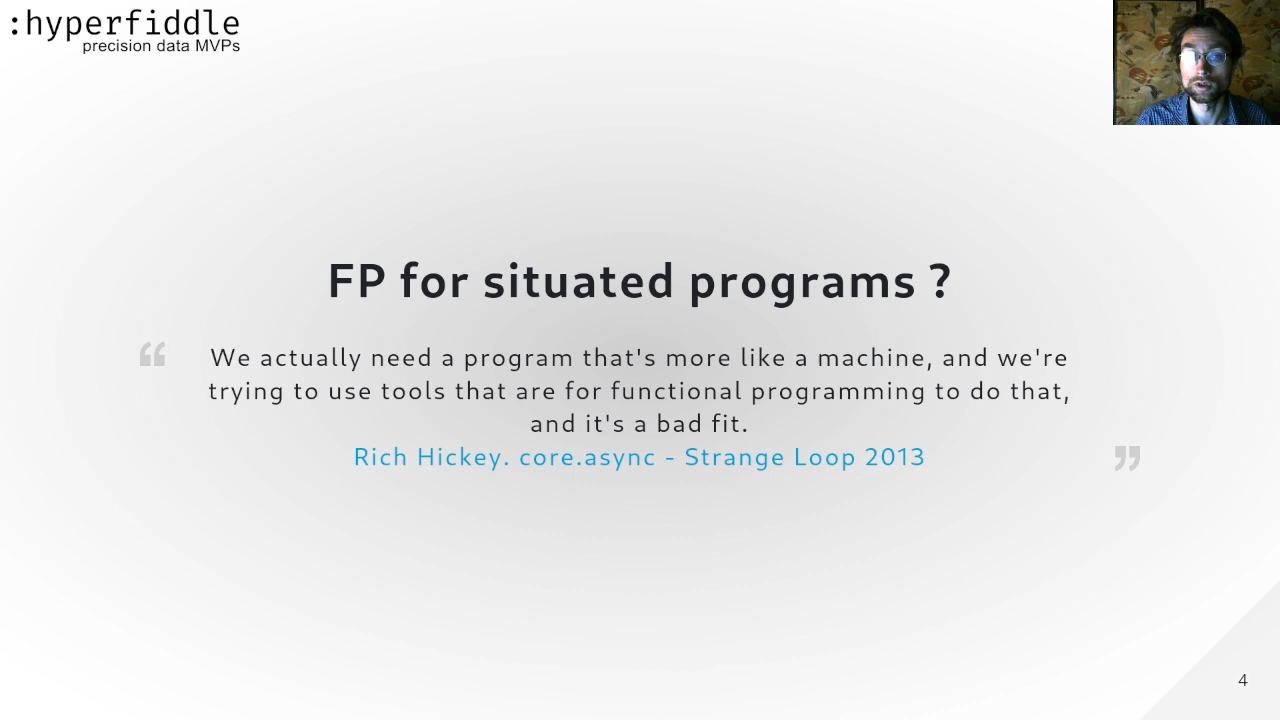 :hyperfiddle
precision data MVPs
FP for situated programs ?
“ We actually need a program that's more like a machine, and we're
trying to use tools that are for functional programming to do that,
and it's a bad fit.
Rich Hickey. core.async - Strange Loop 2013 ”
4